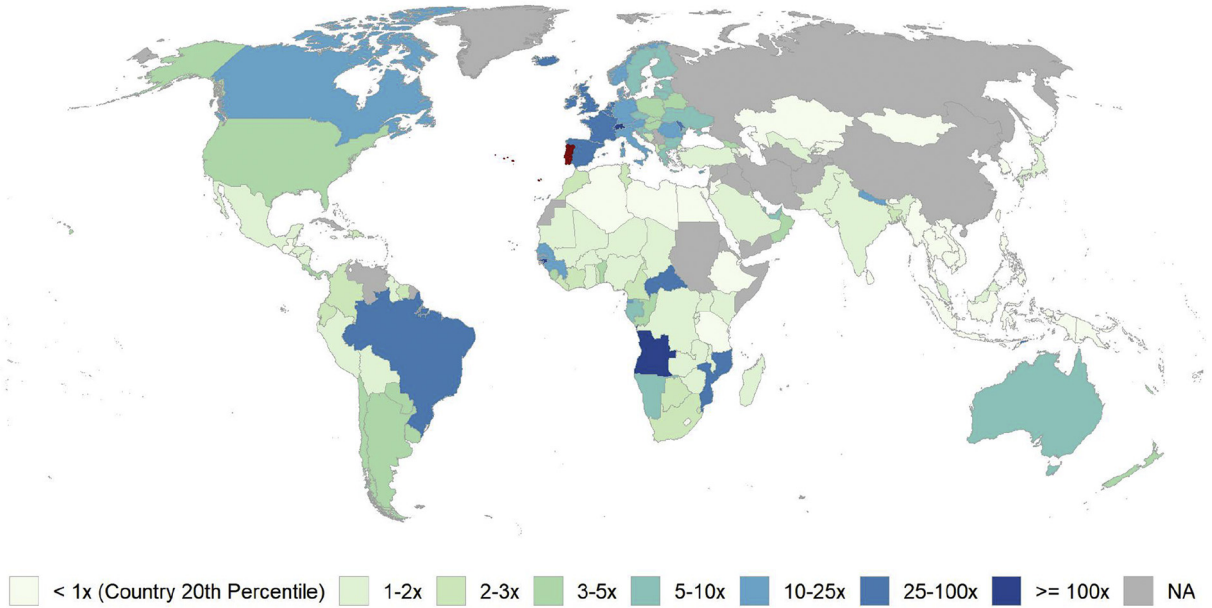 < 1x (Country 20th Percentile) 1-2x 2-3x 3-5x 5-10x 10-25x 25-100x >= 100x NA